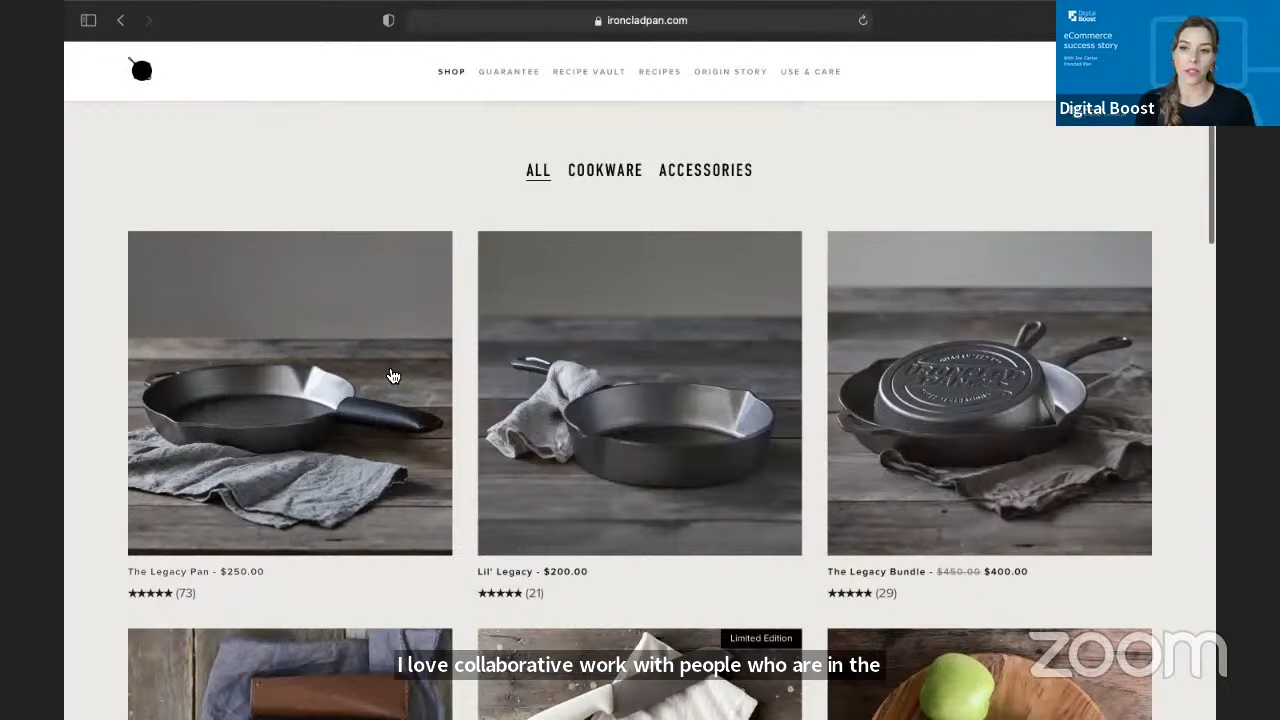 ironcladpan.com
Digital
Boost
eCommerce
success story
With Joe Carter
Ironclad Pan
Digital Boost
SHOP GUARANTEE RECIPE VAULT RECIPES ORIGIN STORY USE & CARE
ALL COOKWARE ACCESSORIES
The Legacy Pan - $250.00
★★★★★ (73)
Lil' Legacy - $200.00
★★★★★ (21)
The Legacy Bundle - $450.00 $400.00
★★★★★ (29)
Limited Edition
I love collaborative work with people who are in the
zoom